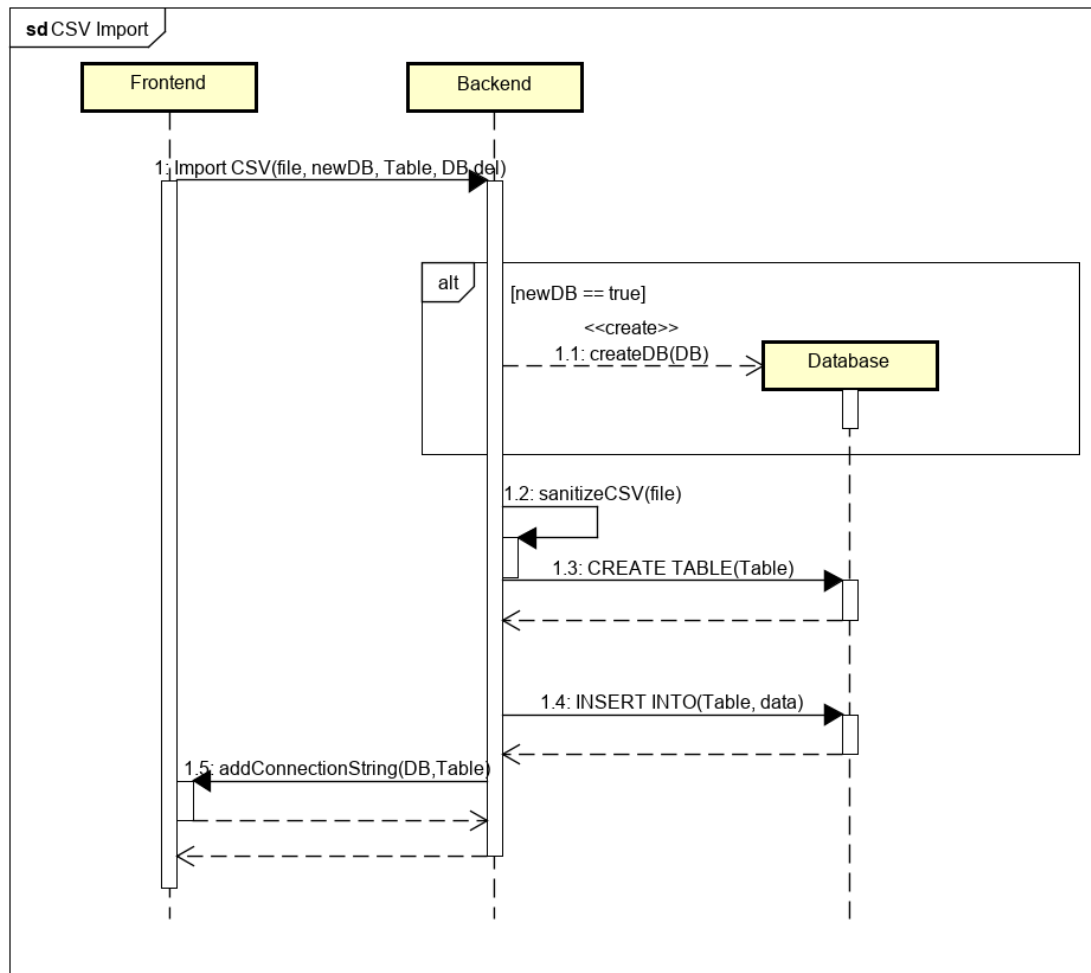 sd CSV Import
Frontend
Backend
1: Import CSV(file, newDB, Table, DB,del)
alt
[newDB == true]
<<create>>
1.1: createDB(DB)
Database
1.2: sanitizeCSV(file)
1.3: CREATE TABLE(Table)
1.4: INSERT INTO(Table, data)
1.5: addConnectionString(DB,Table)